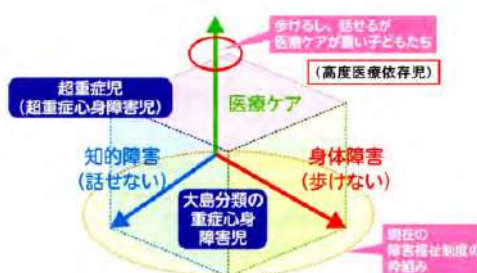 歩けるし、話せるが
医療ケアが重い子どもたち
(高度医療依存児)
超重症児
(超重症心身障害児)
医療ケア
知的障害
(話せない)
身体障害
(歩けない)
大島分類の
重症心身
障害児
現在の
障害福祉制度の
枠組み